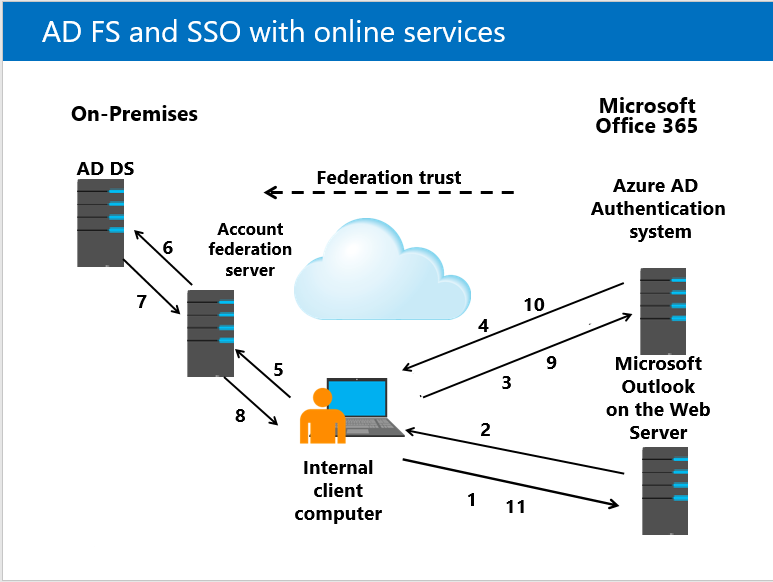 AD FS and SSO with online services
On-Premises
Microsoft
Office 365
AD DS
Federation trust
Azure AD
Authentication
system
Account
federation
server
6
7
10
4
5
9
3
8
Microsoft
Outlook
on the Web
Server
2
Internal
client
computer
1
11